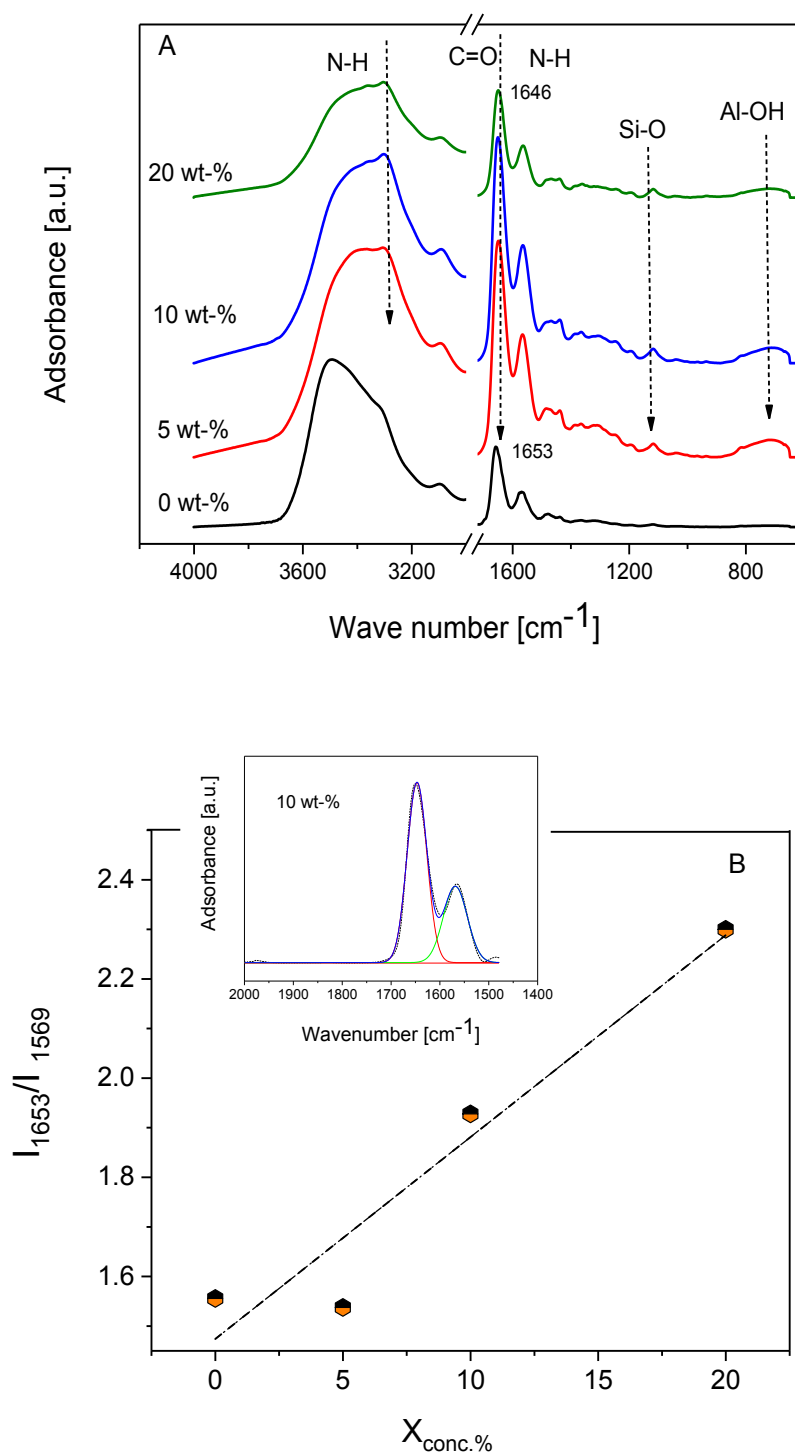 A
N-H
C=O
N-H
1646
Si-O
Al-OH
20 wt-%
10 wt-%
5 wt-%
0 wt-%
1653
Adsorbance [a.u.]
4000 3600 3200 1600 1200 800
Wave number [cm-1]
10 wt-%
Adsorbance [a.u.]
2000 1900 1800 1700 1600 1500 1400
Wavenumber [cm-1]
B
2.4
2.2
2.0
1.8
1.6
I1653/I 1569
0 5 10 15 20
Xconc.%